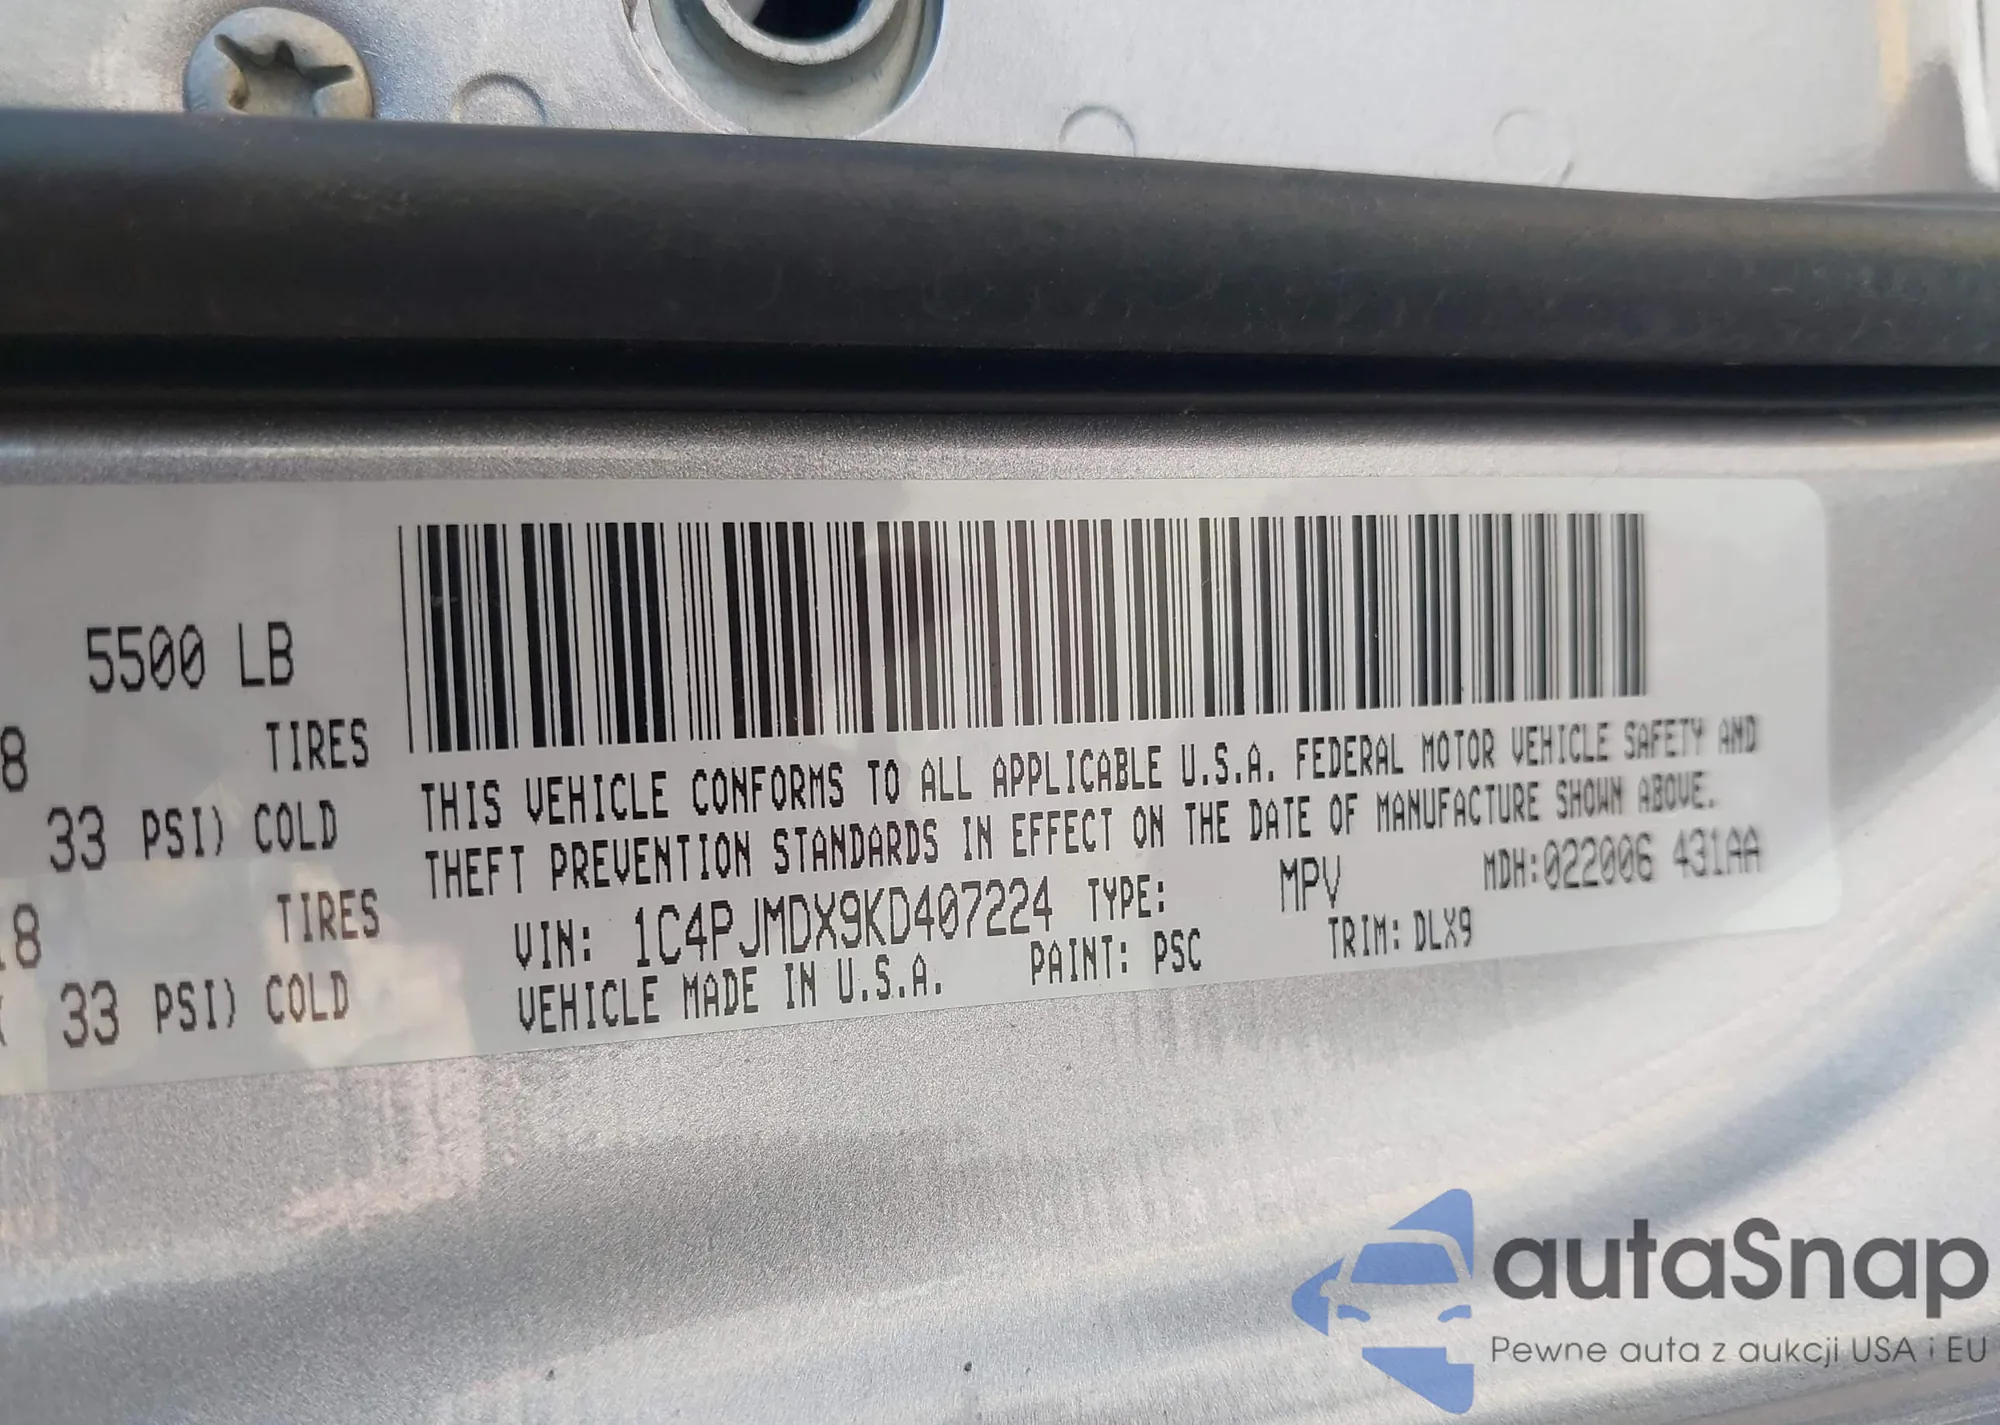 5500 LB
8 TIRES
33 PSI) COLD
18 TIRES
33 PSI) COLD
THIS VEHICLE CONFORMS TO ALL APPLICABLE U.S.A. FEDERAL MOTOR VEHICLE SAFETY AND
THEFT PREVENTION STANDARDS IN EFFECT ON THE DATE OF MANUFACTURE SHOWN ABOVE.
VIN: 1C4PJMDX9KD407224 TYPE: MPV MDH:022006 431AA
VEHICLE MADE IN U.S.A. PAINT: PSC TRIM: DLX9
autaSnap
Pewne auta z aukcji USA i EU